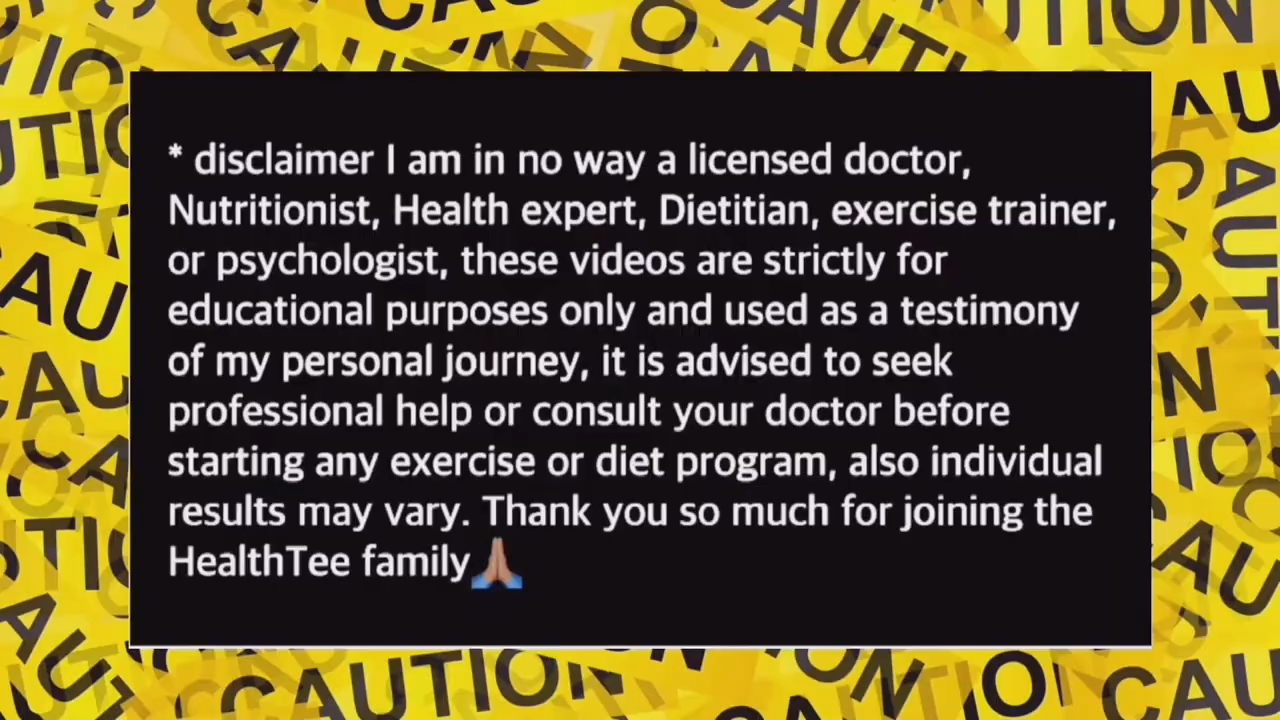 * disclaimer I am in no way a licensed doctor,
Nutritionist, Health expert, Dietitian, exercise trainer,
or psychologist, these videos are strictly for
educational purposes only and used as a testimony
of my personal journey, it is advised to seek
professional help or consult your doctor before
starting any exercise or diet program, also individual
results may vary. Thank you so much for joining the
HealthTee family🙏🏽
CAUTION